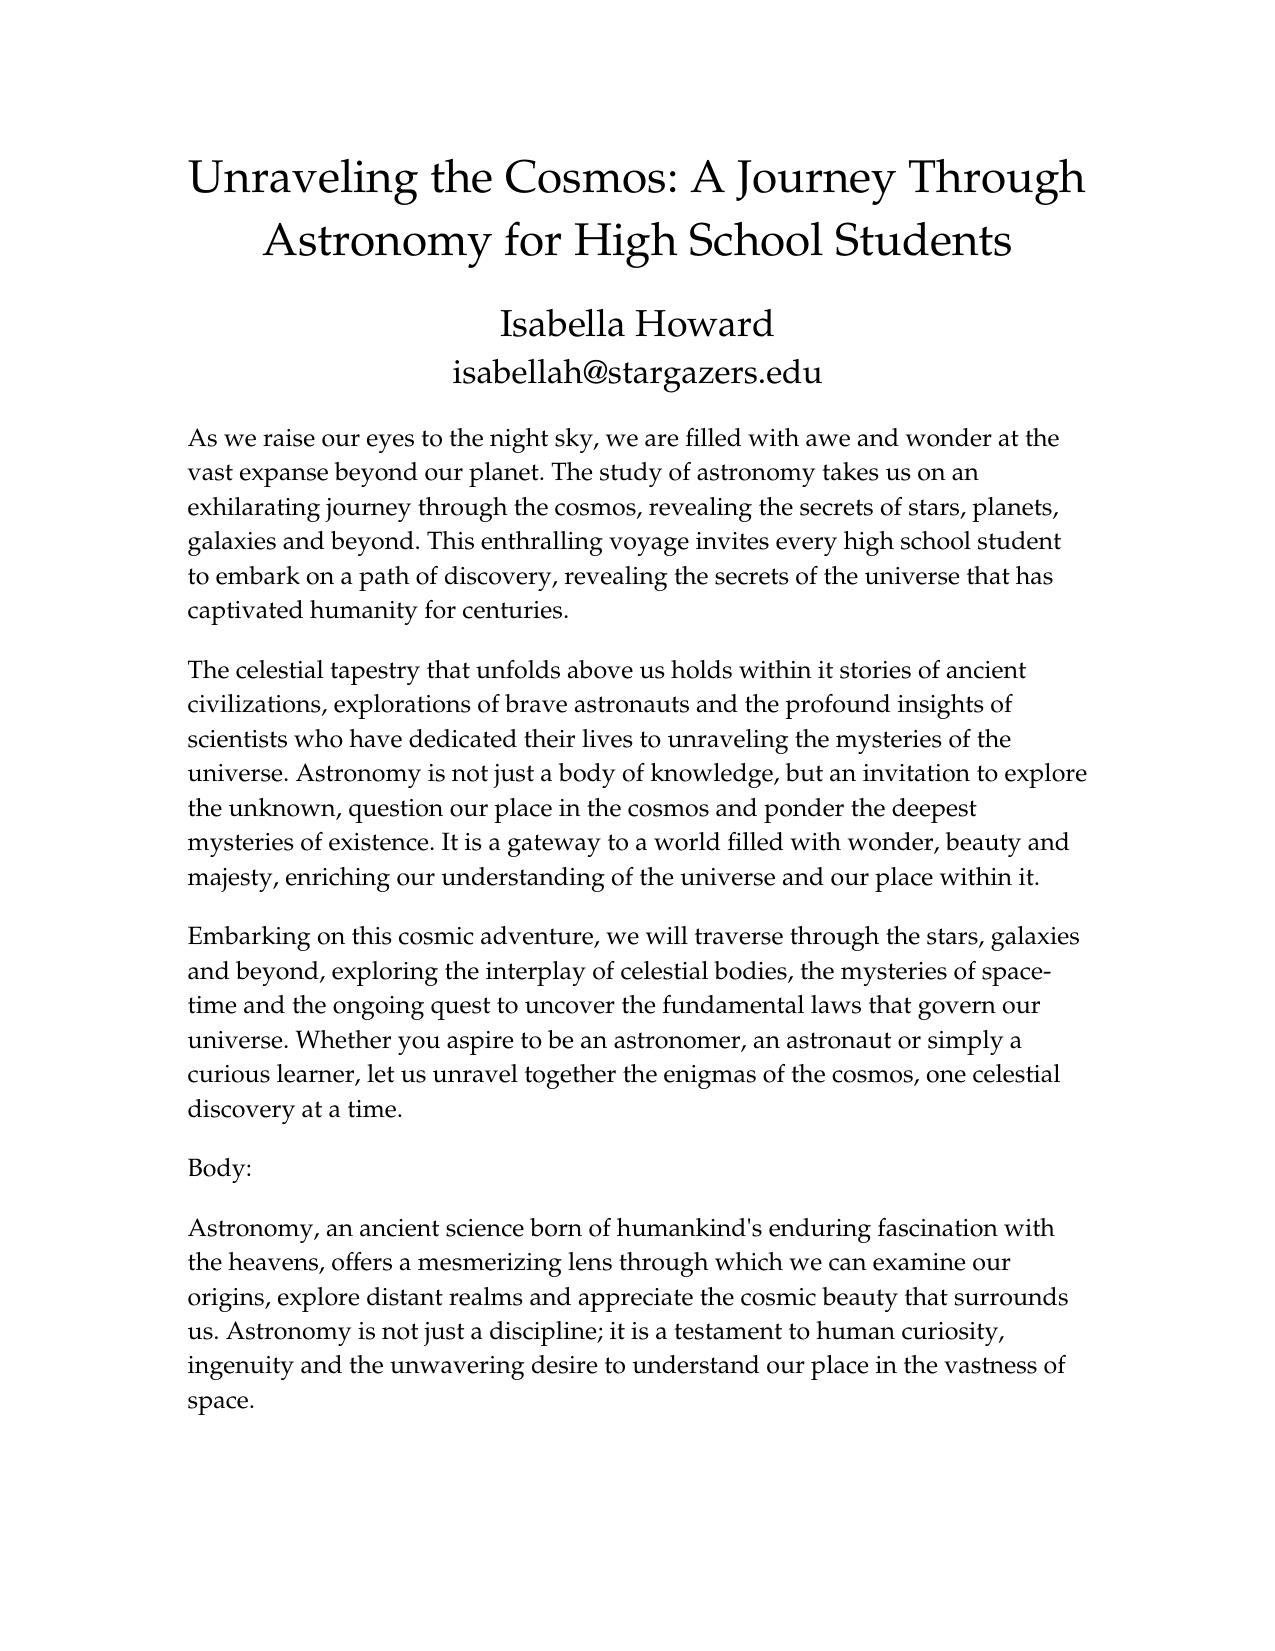 Unraveling the Cosmos: A Journey Through
Astronomy for High School Students
Isabella Howard
isabellah@stargazers.edu
As we raise our eyes to the night sky, we are filled with awe and wonder at the
vast expanse beyond our planet. The study of astronomy takes us on an
exhilarating journey through the cosmos, revealing the secrets of stars, planets,
galaxies and beyond. This enthralling voyage invites every high school student
to embark on a path of discovery, revealing the secrets of the universe that has
captivated humanity for centuries.
The celestial tapestry that unfolds above us holds within it stories of ancient
civilizations, explorations of brave astronauts and the profound insights of
scientists who have dedicated their lives to unraveling the mysteries of the
universe. Astronomy is not just a body of knowledge, but an invitation to explore
the unknown, question our place in the cosmos and ponder the deepest
mysteries of existence. It is a gateway to a world filled with wonder, beauty and
majesty, enriching our understanding of the universe and our place within it.
Embarking on this cosmic adventure, we will traverse through the stars, galaxies
and beyond, exploring the interplay of celestial bodies, the mysteries of space-
time and the ongoing quest to uncover the fundamental laws that govern our
universe. Whether you aspire to be an astronomer, an astronaut or simply a
curious learner, let us unravel together the enigmas of the cosmos, one celestial
discovery at a time.
Body:
Astronomy, an ancient science born of humankind's enduring fascination with
the heavens, offers a mesmerizing lens through which we can examine our
origins, explore distant realms and appreciate the cosmic beauty that surrounds
us. Astronomy is not just a discipline; it is a testament to human curiosity,
ingenuity and the unwavering desire to understand our place in the vastness of
space.